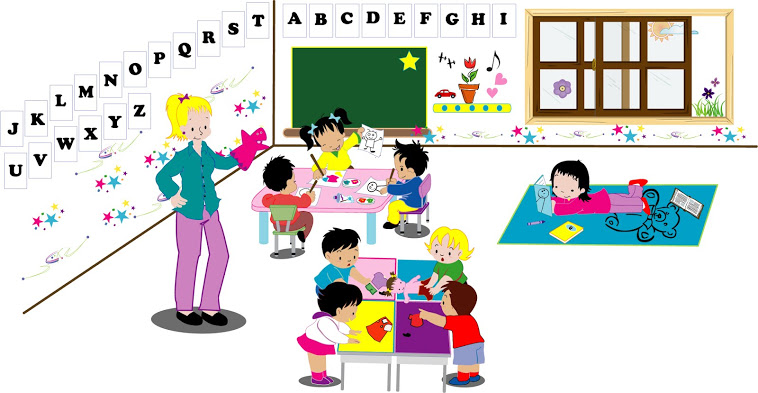 A B C D E F G H I
J K L M N O P Q R S T
U V W X Y Z